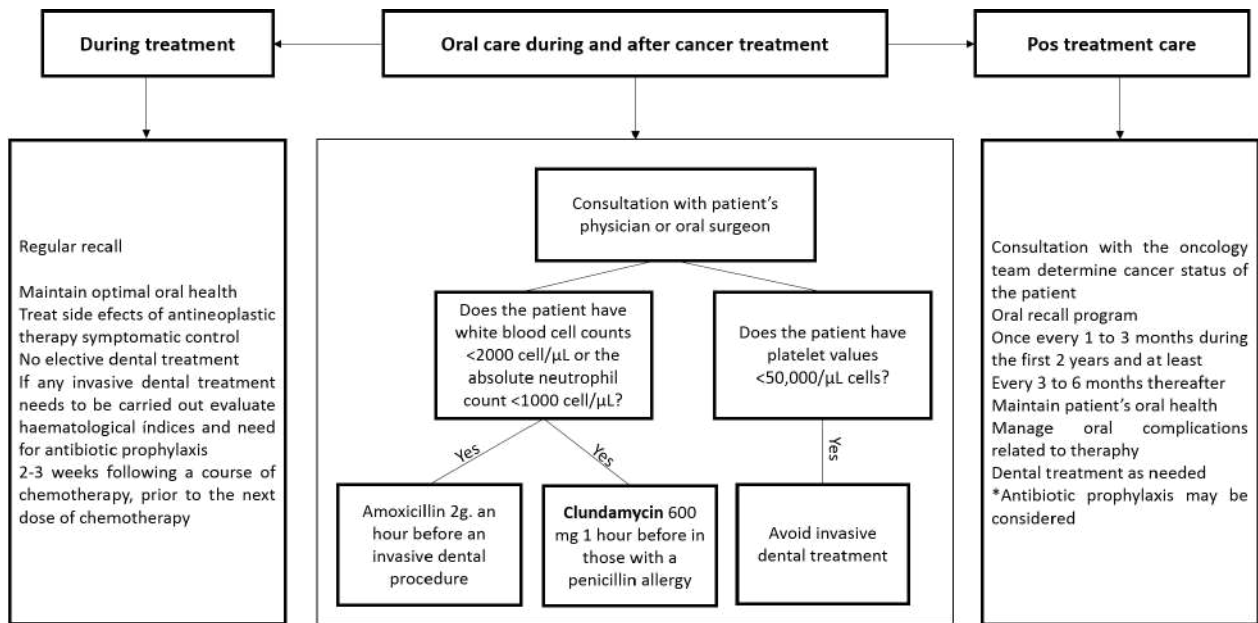 During treatment
Oral care during and after cancer treatment
Pos treatment care
Regular recall
Maintain optimal oral health
Treat side efects of antineoplastic
therapy symptomatic control
No elective dental treatment
If any invasive dental treatment
needs to be carried out evaluate
haematological índices and need
for antibiotic prophylaxis
2-3 weeks following a course of
chemotherapy, prior to the next
dose of chemotherapy
Consultation with patient's
physician or oral surgeon
Does the patient have
white blood cell counts
<2000 cell/µL or the
absolute neutrophil
count <1000 cell/µL?
Does the patient have
platelet values
<50,000/µL cells?
Yes
Yes
Yes
Amoxicillin 2g. an
hour before an
invasive dental
procedure
Clundamycin 600
mg 1 hour before in
those with a
penicillin allergy
Avoid invasive
dental treatment
Consultation with the oncology
team determine cancer status of
the patient
Oral recall program
Once every 1 to 3 months during
the first 2 years and at least
Every 3 to 6 months thereafter
Maintain patient's oral health
Manage oral complications
related to theraphy
Dental treatment as needed
*Antibiotic prophylaxis may be
considered